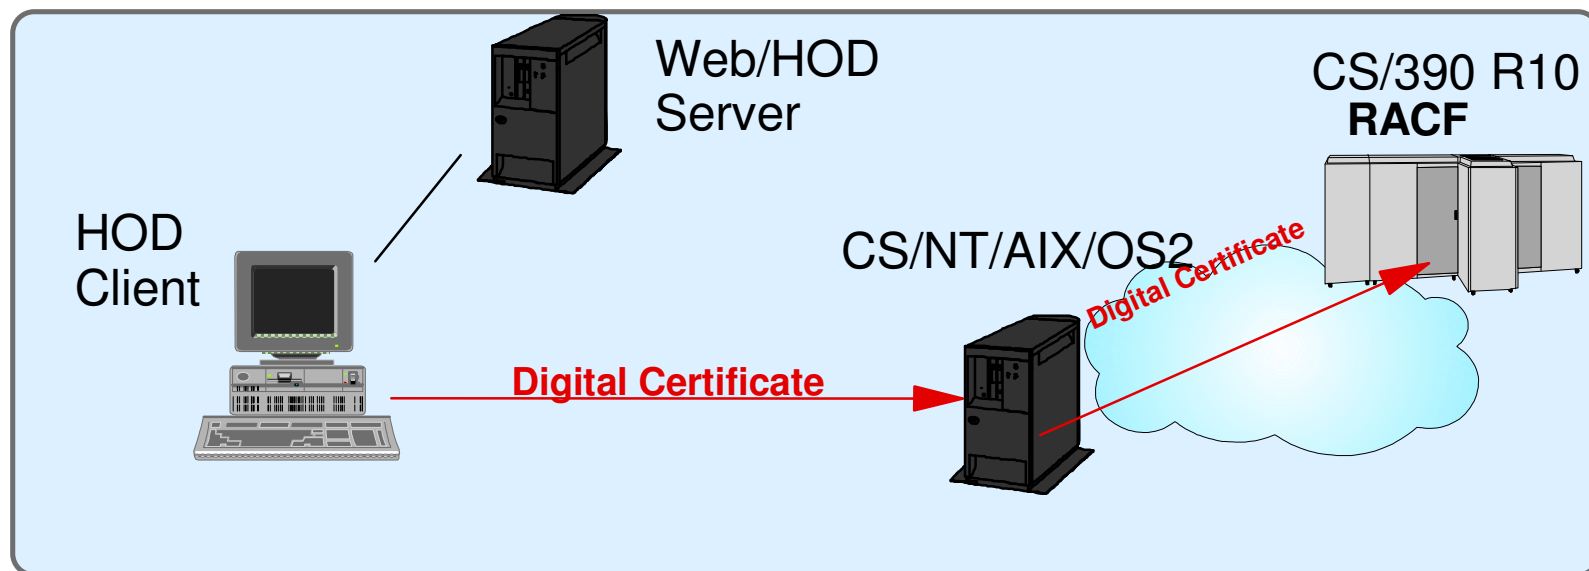 Web/HOD
Server
CS/390 R10
RACF
HOD
Client
CS/NT/AIX/OS2
Digital Certificate
Digital Certificate